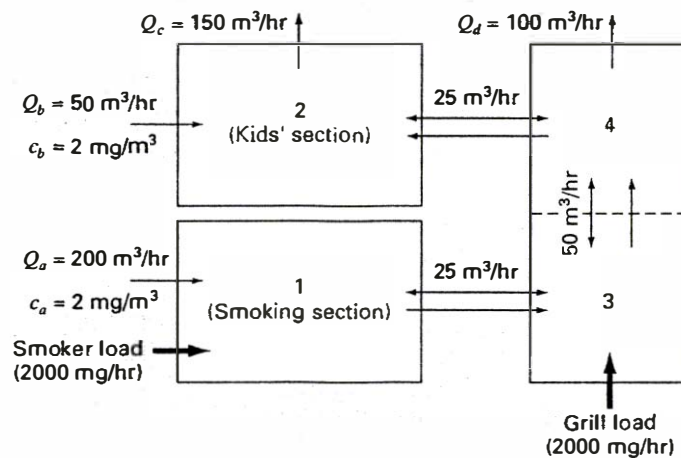 Q_c = 150 m³/hr
Q_d = 100 m³/hr
Q_b = 50 m³/hr
c_b = 2 mg/m³
2
(Kids' section)
25 m³/hr
4
50 m³/hr
Q_a = 200 m³/hr
c_a = 2 mg/m³
1
(Smoking section)
25 m³/hr
3
Smoker load
(2000 mg/hr)
Grill load
(2000 mg/hr)